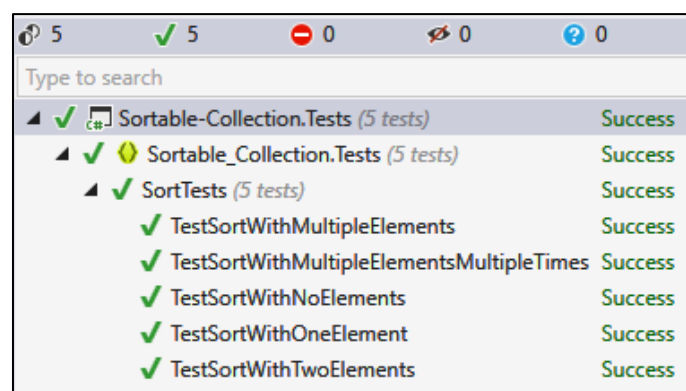 5 5 0 0 ? 0
Type to search
C# Sortable-Collection.Tests (5 tests) Success
Sortable_Collection.Tests (5 tests) Success
SortTests (5 tests) Success
TestSortWithMultipleElements Success
TestSortWithMultipleElementsMultipleTimes Success
TestSortWithNoElements Success
TestSortWithOneElement Success
TestSortWithTwoElements Success